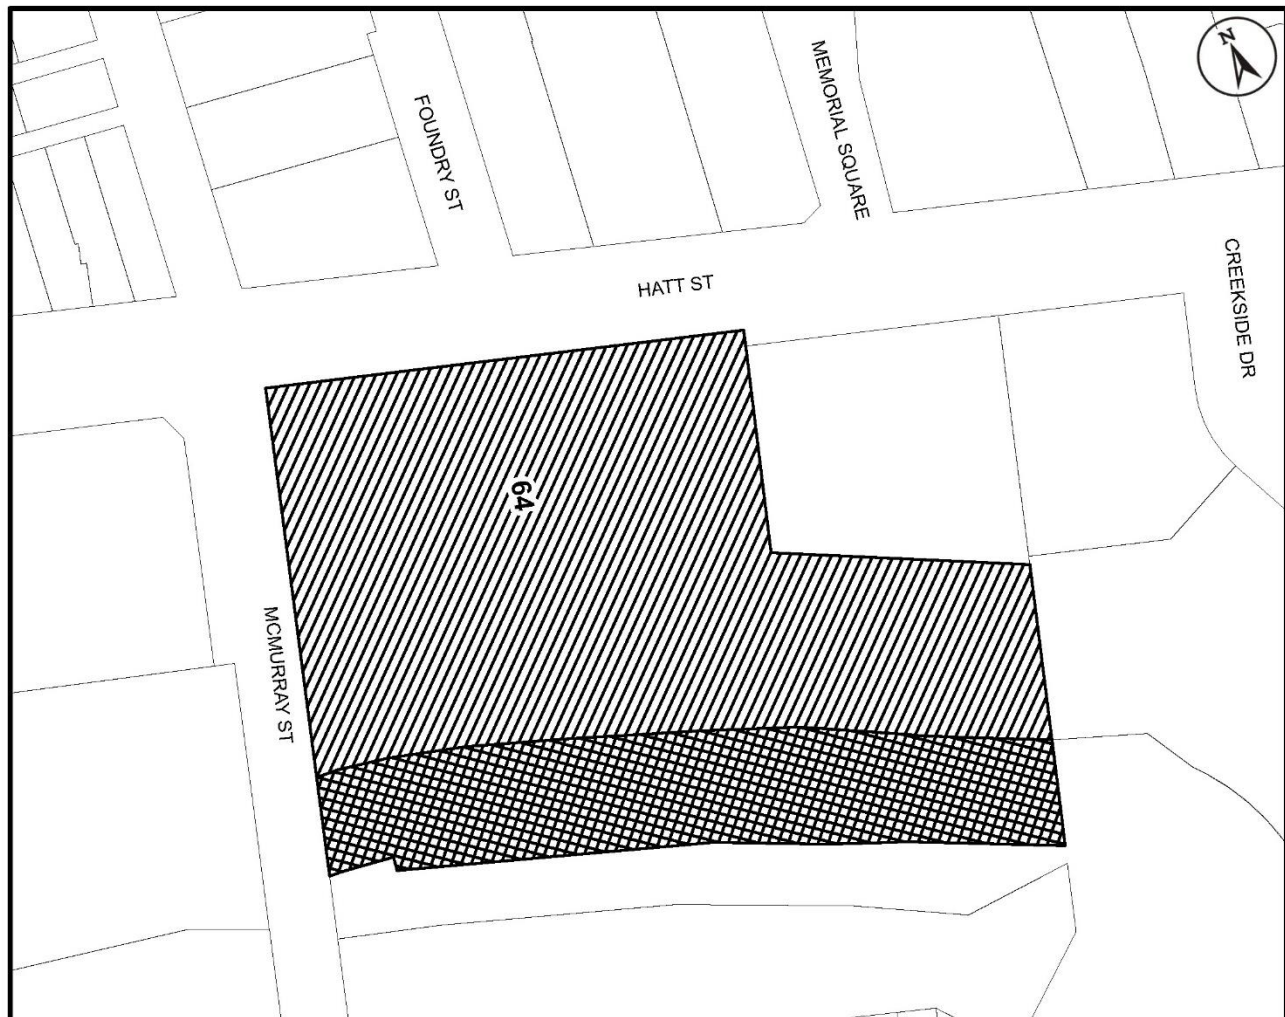 N
MEMORIAL SQUARE
FOUNDRY ST
HATT ST
CREEKSIDE DR
64
MCMURRAY ST